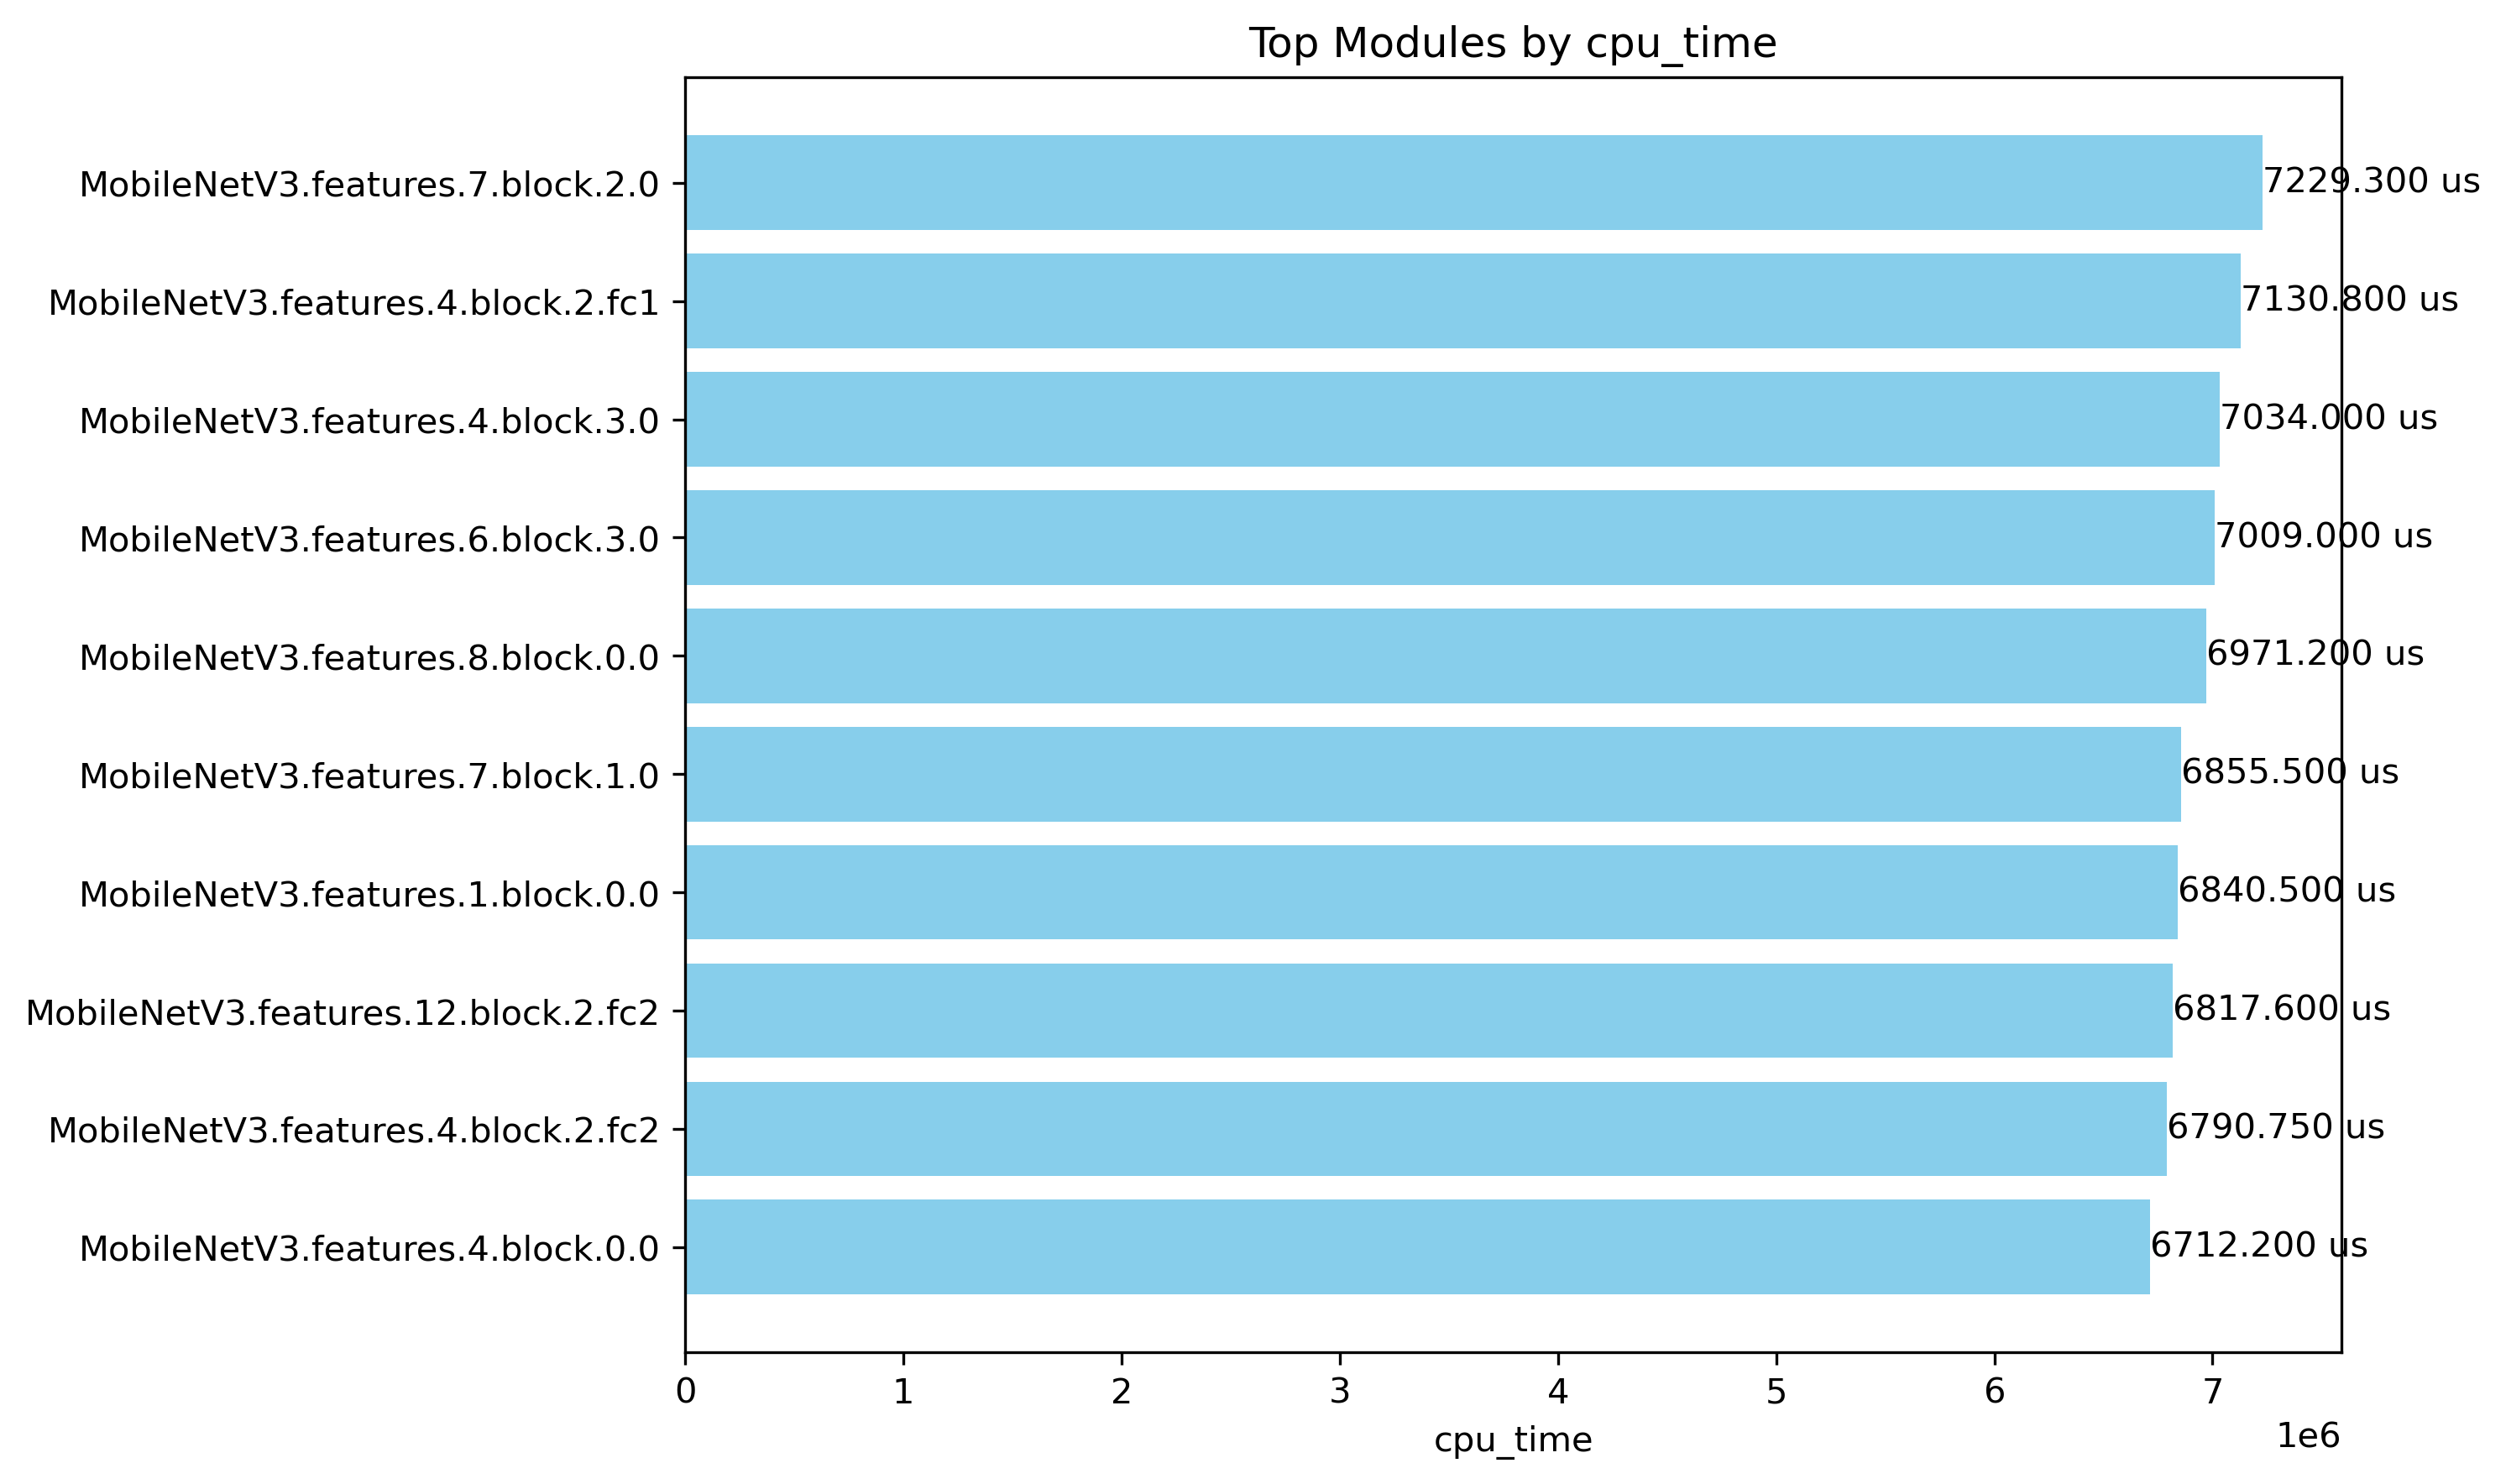 Top Modules by cpu_time
MobileNetV3.features.7.block.2.0 7229.300 us
MobileNetV3.features.4.block.2.fc1 7130.800 us
MobileNetV3.features.4.block.3.0 7034.000 us
MobileNetV3.features.6.block.3.0 7009.000 us
MobileNetV3.features.8.block.0.0 6971.200 us
MobileNetV3.features.7.block.1.0 6855.500 us
MobileNetV3.features.1.block.0.0 6840.500 us
MobileNetV3.features.12.block.2.fc2 6817.600 us
MobileNetV3.features.4.block.2.fc2 6790.750 us
MobileNetV3.features.4.block.0.0 6712.200 us
0 1 2 3 4 5 6 7
1e6
cpu_time